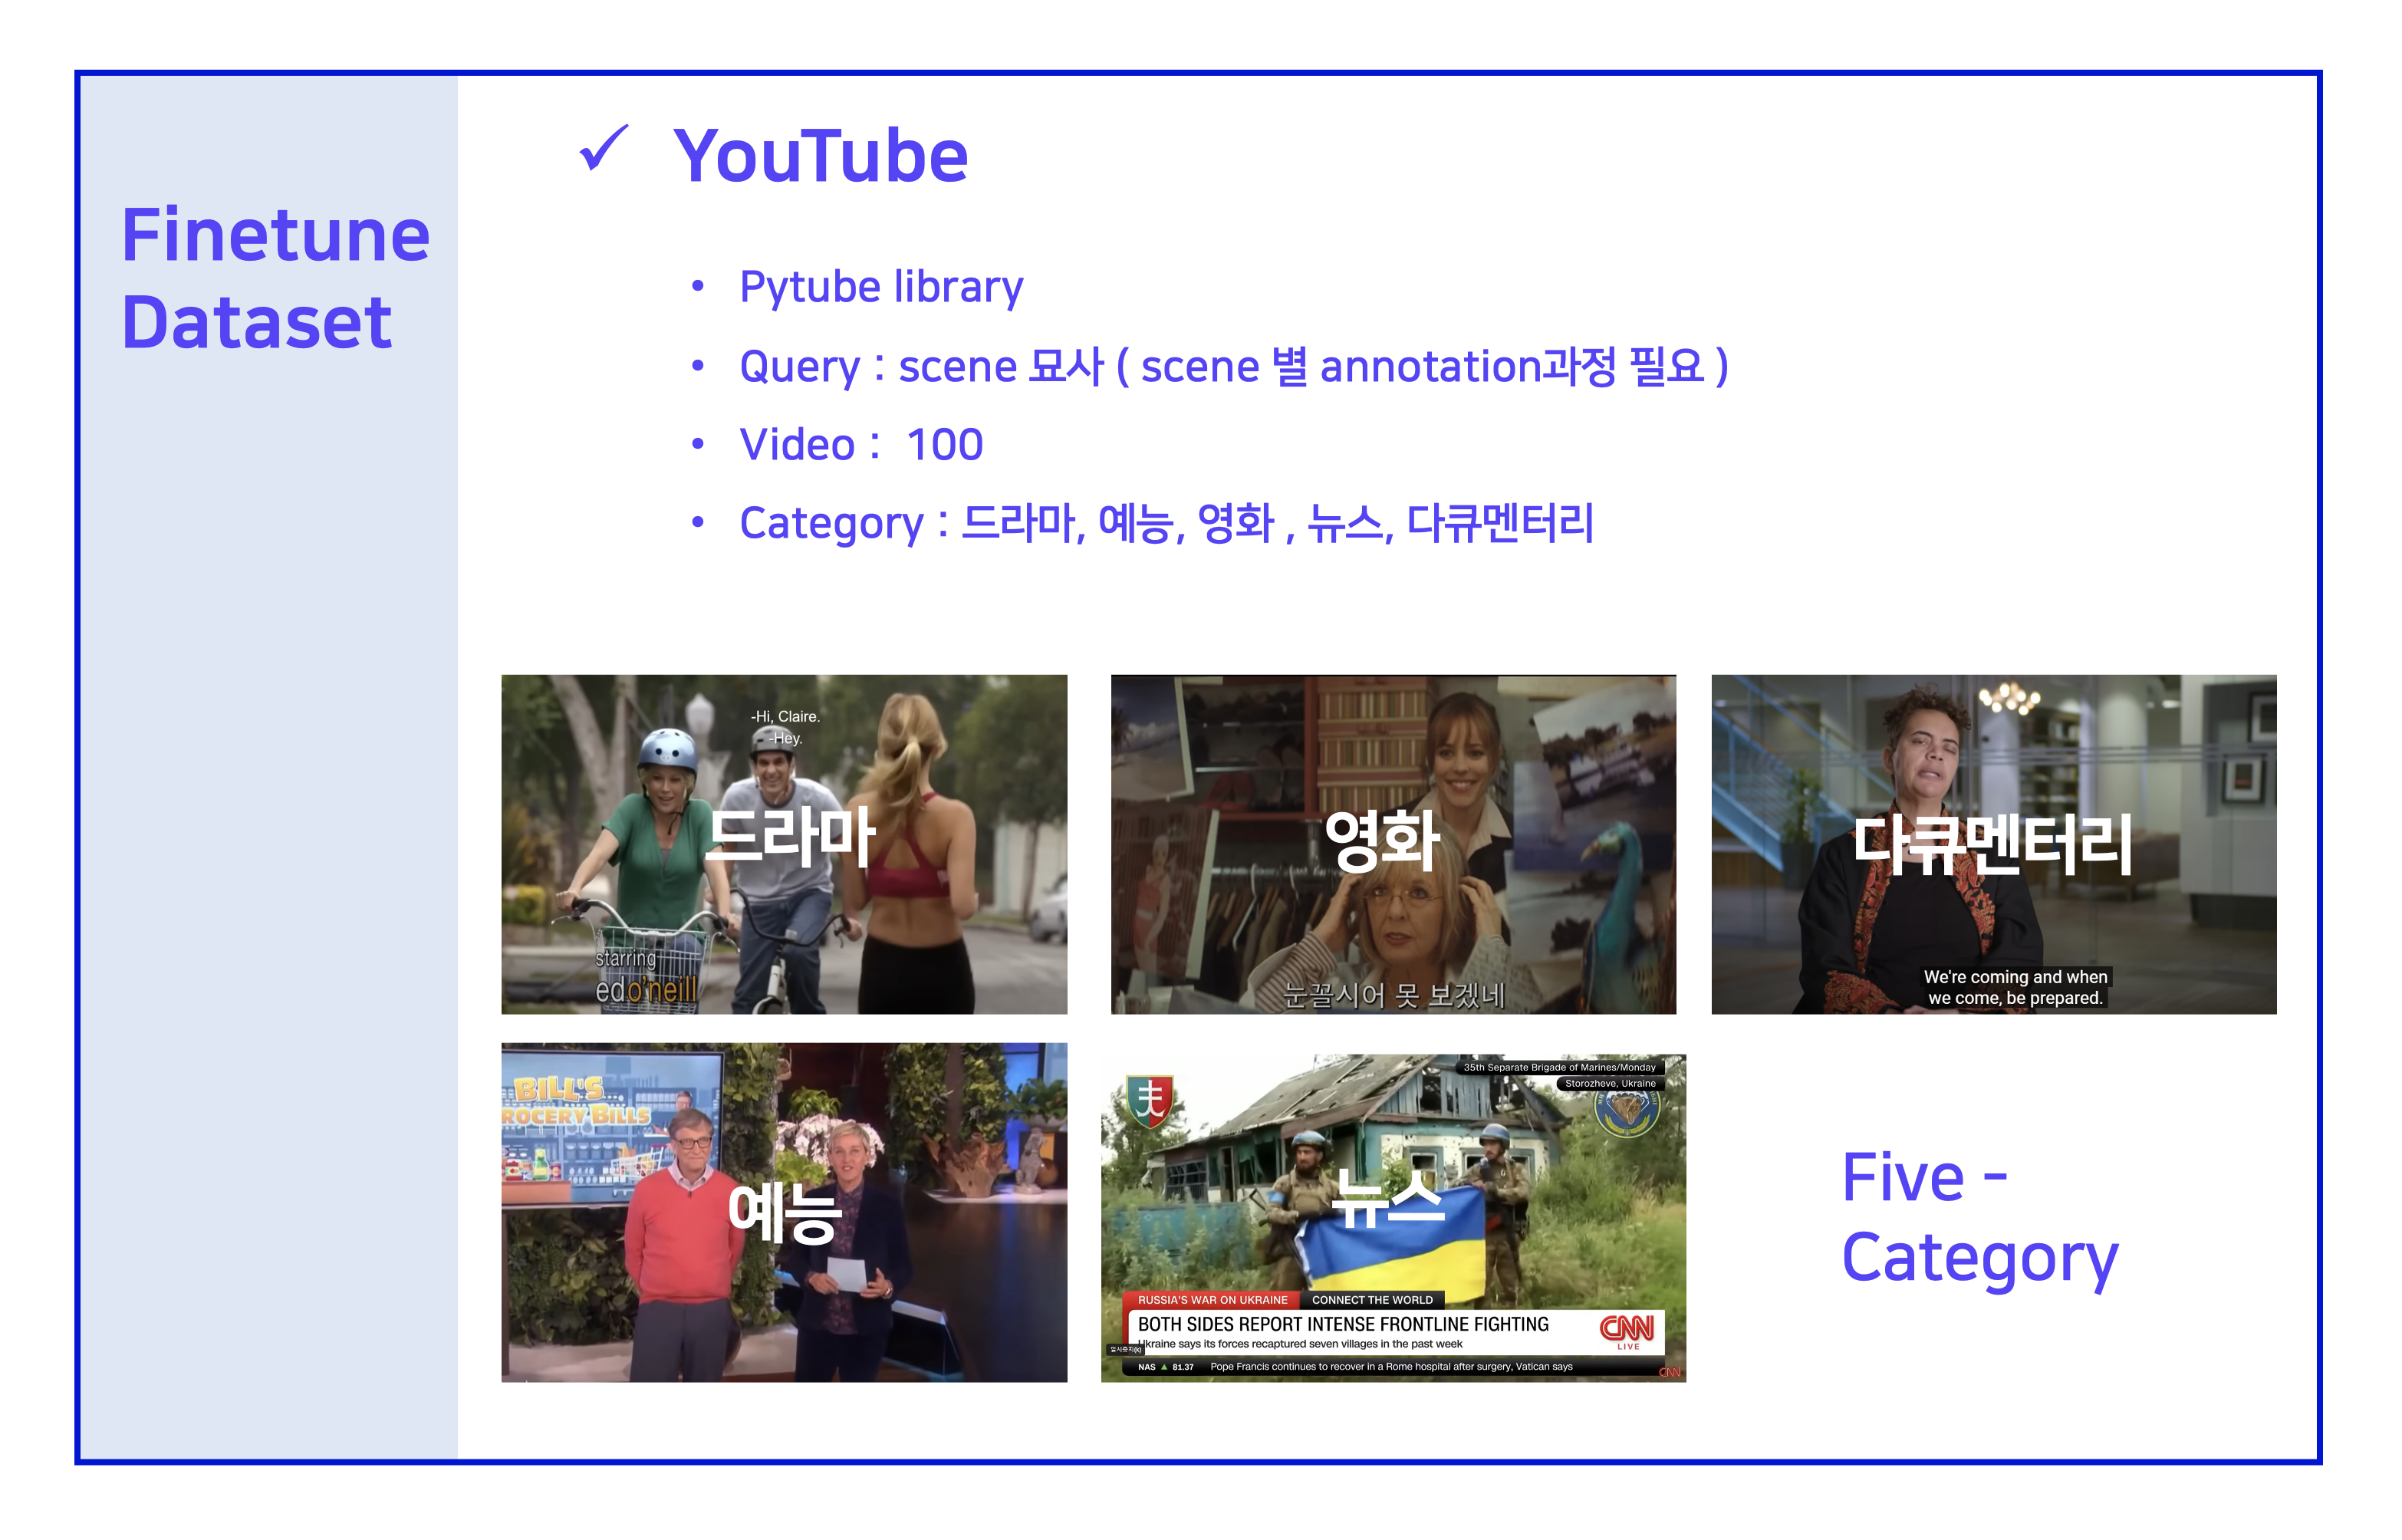 Finetune
Dataset
✓ YouTube
• Pytube library
• Query : scene 묘사 ( scene 별 annotation과정 필요 )
• Video : 100
• Category : 드라마, 예능, 영화 , 뉴스, 다큐멘터리
-Hi, Claire.
-Hey.
드라마
starring
ed o'neill
영화
눈꼴시어 못 보겠네
다큐멘터리
We're coming and when
we come, be prepared.
BILL'S
ROCERY BILLS
예능
35th Separate Brigade of Marines/Monday
Storozheve, Ukraine
뉴스
RUSSIA'S WAR ON UKRAINE CONNECT THE WORLD
BOTH SIDES REPORT INTENSE FRONTLINE FIGHTING
Ukraine says its forces recaptured seven villages in the past week
CNN
LIVE
일시중지(k)
NAS ▲ 81.37 Pope Francis continues to recover in a Rome hospital after surgery, Vatican says
CNN
Five -
Category